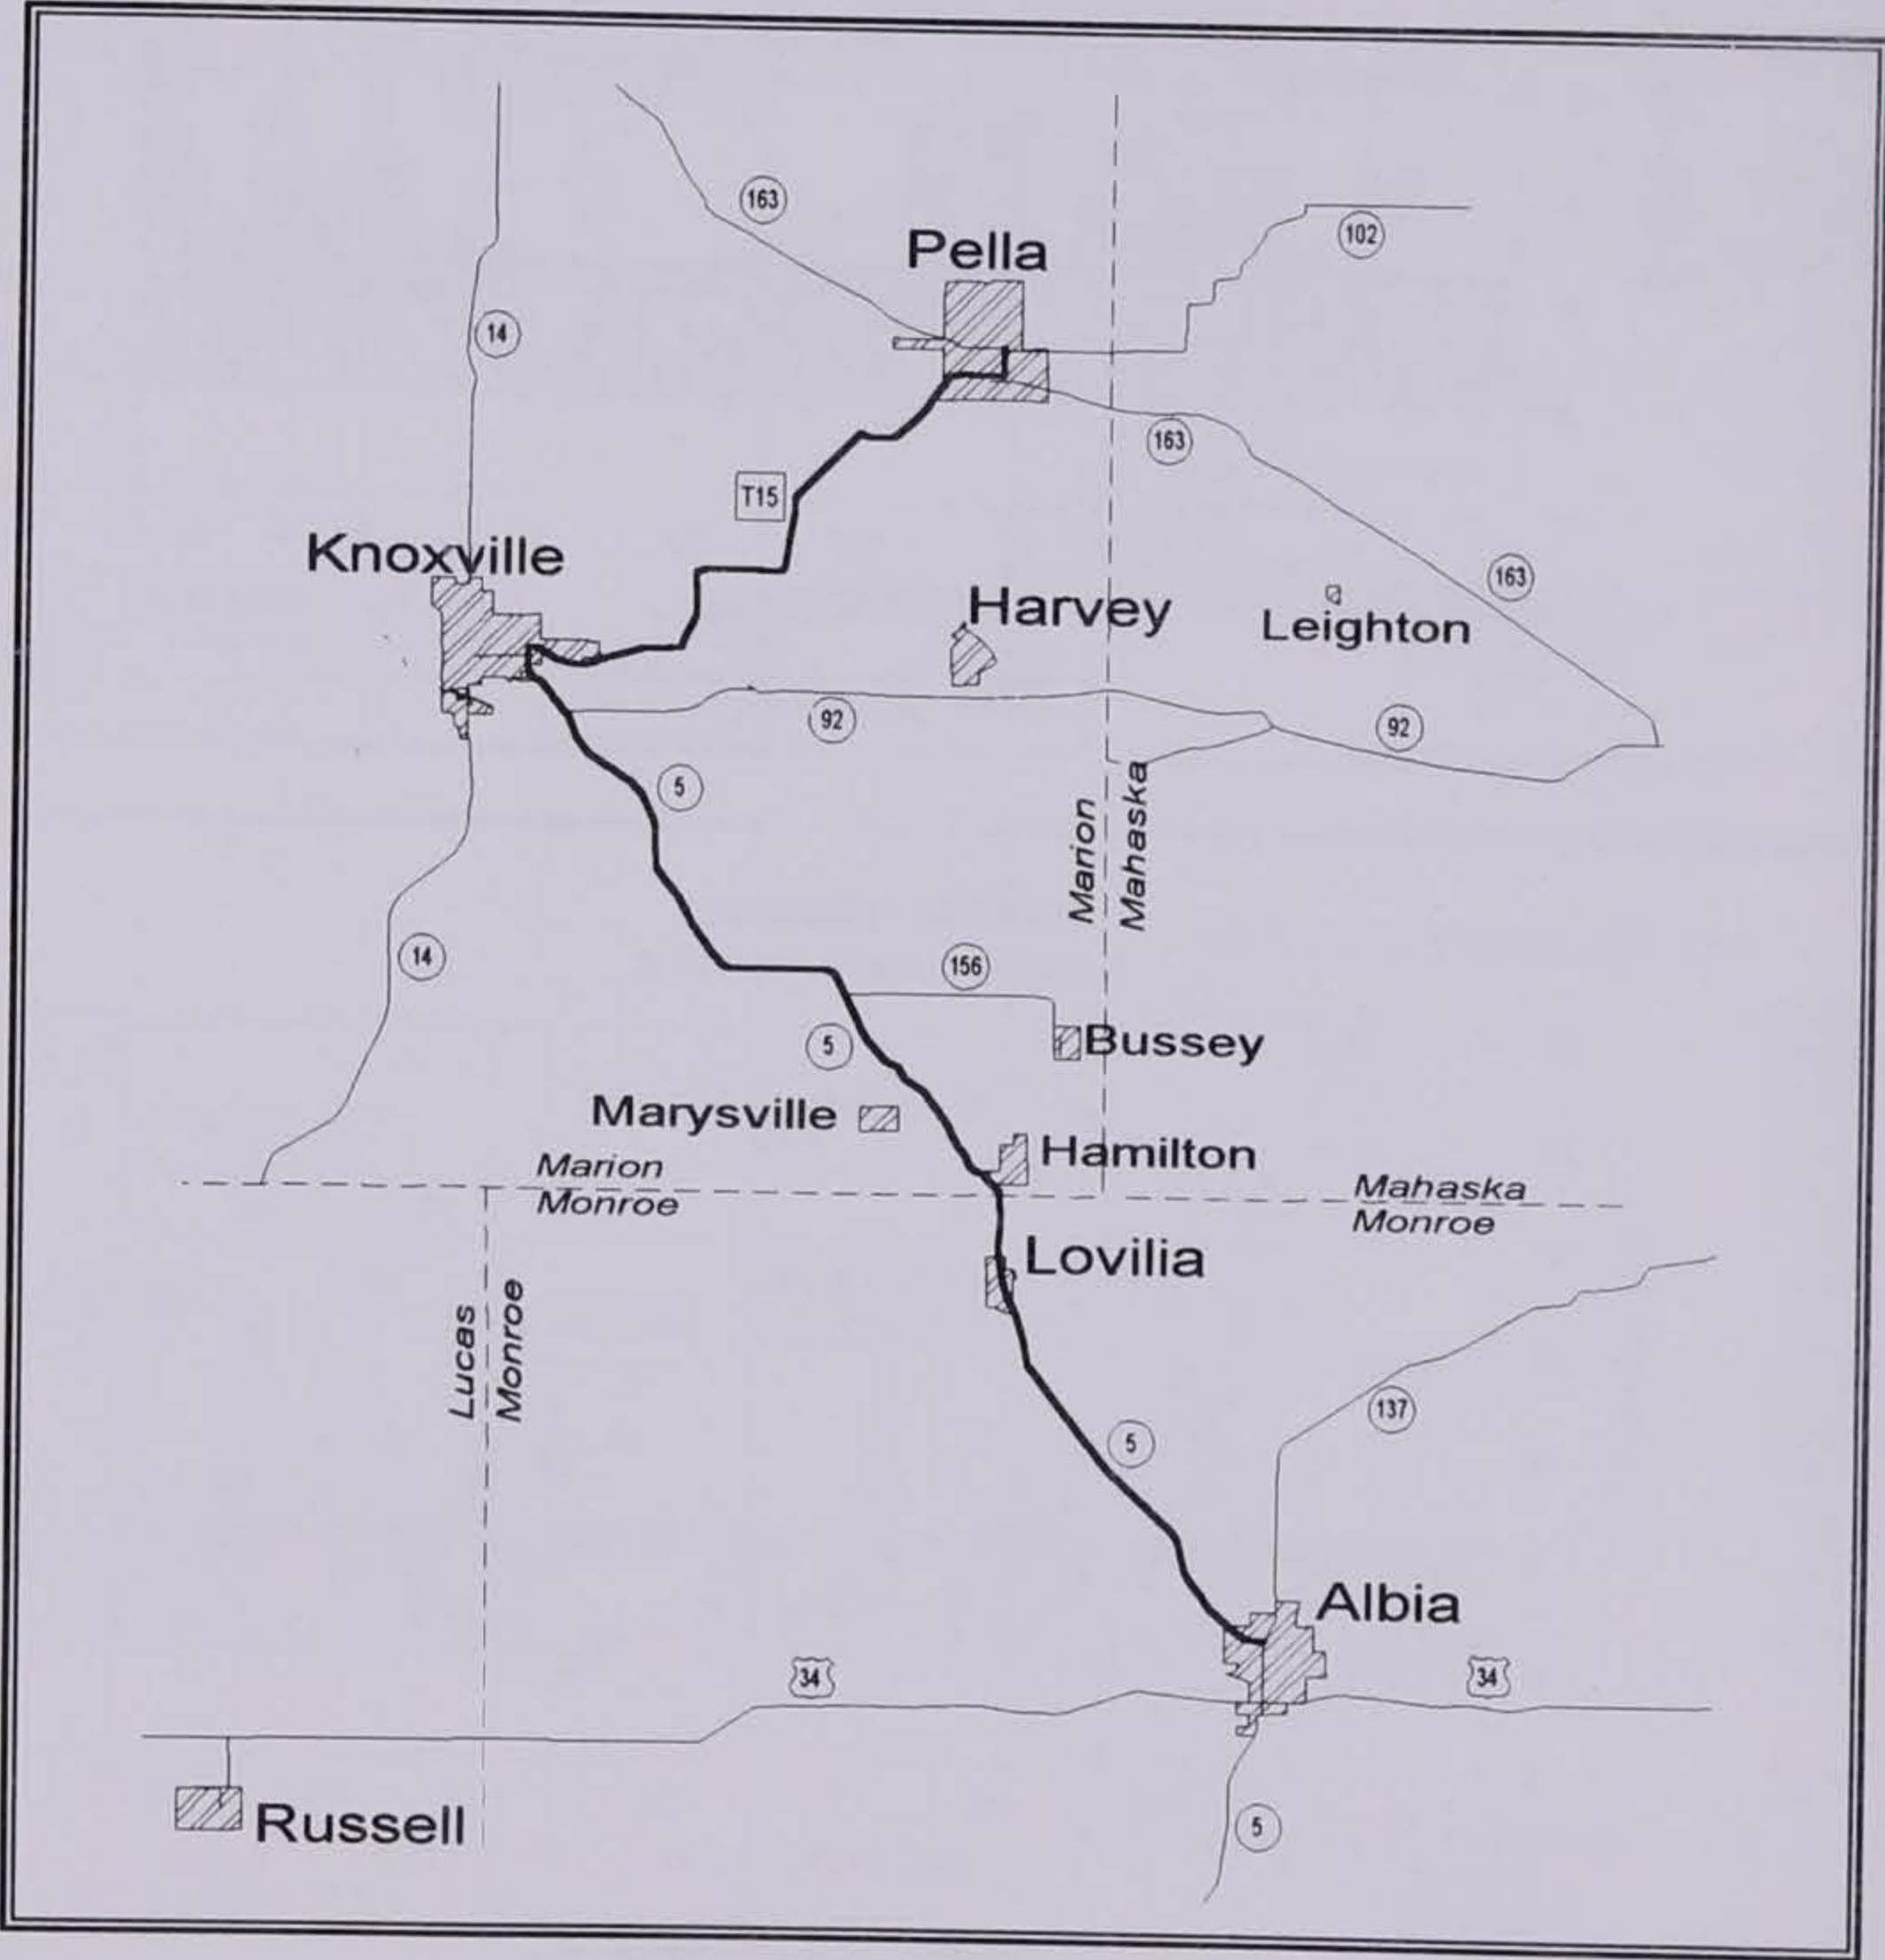 163
Pella
102
14
163
T15
Knoxville
163
Harvey
Leighton
92
92
5
Marion
Mahaska
14
156
5
Bussey
Marysville
Hamilton
Marion
Monroe
Mahaska
Monroe
Lovilia
Lucas
Monroe
137
5
Albia
34
34
Russell
5